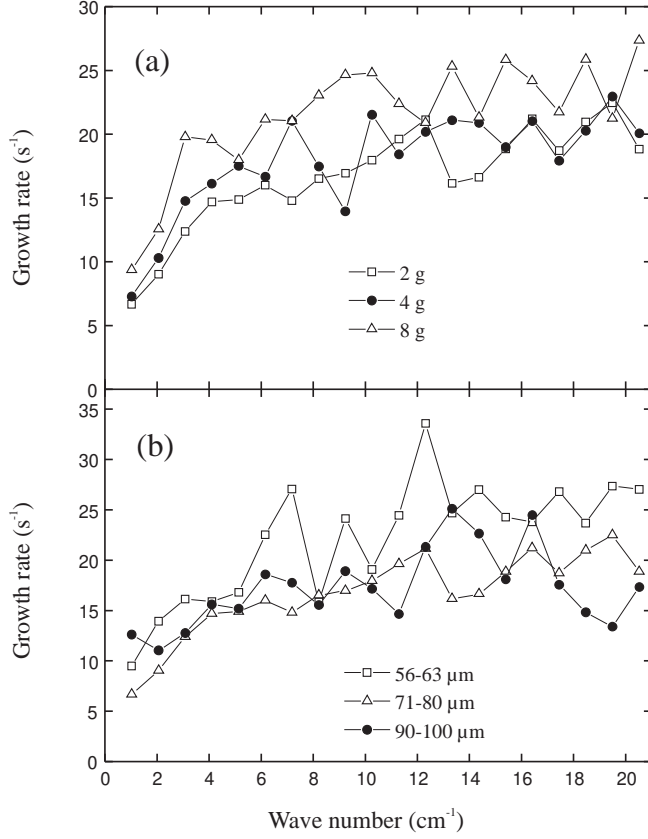 30
(a)
25
20
15
10
5
0
Growth rate (s⁻¹)
2 g
4 g
8 g
35
(b)
30
25
20
15
10
5
0
Growth rate (s⁻¹)
56-63 µm
71-80 µm
90-100 µm
0 2 4 6 8 10 12 14 16 18 20
Wave number (cm⁻¹)